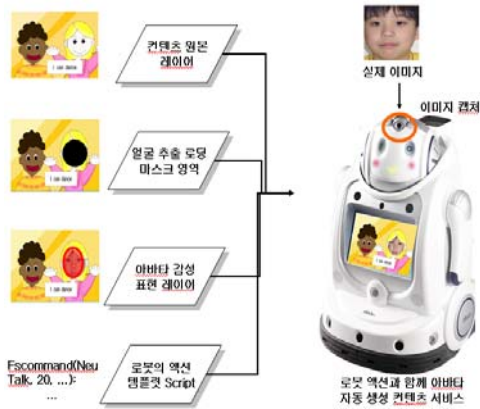 컨텐츠 원본
레이어
얼굴 추출 로딩
마스크 영역
아바타 감성
표현 레이어
Fscommand(Neu
Talk, 20, ...):
...
로봇의 액션
템플릿 Script
실제 이미지
이미지 캡쳐
로봇 액션과 함께 아바타
자동 생성 컨텐츠 서비스